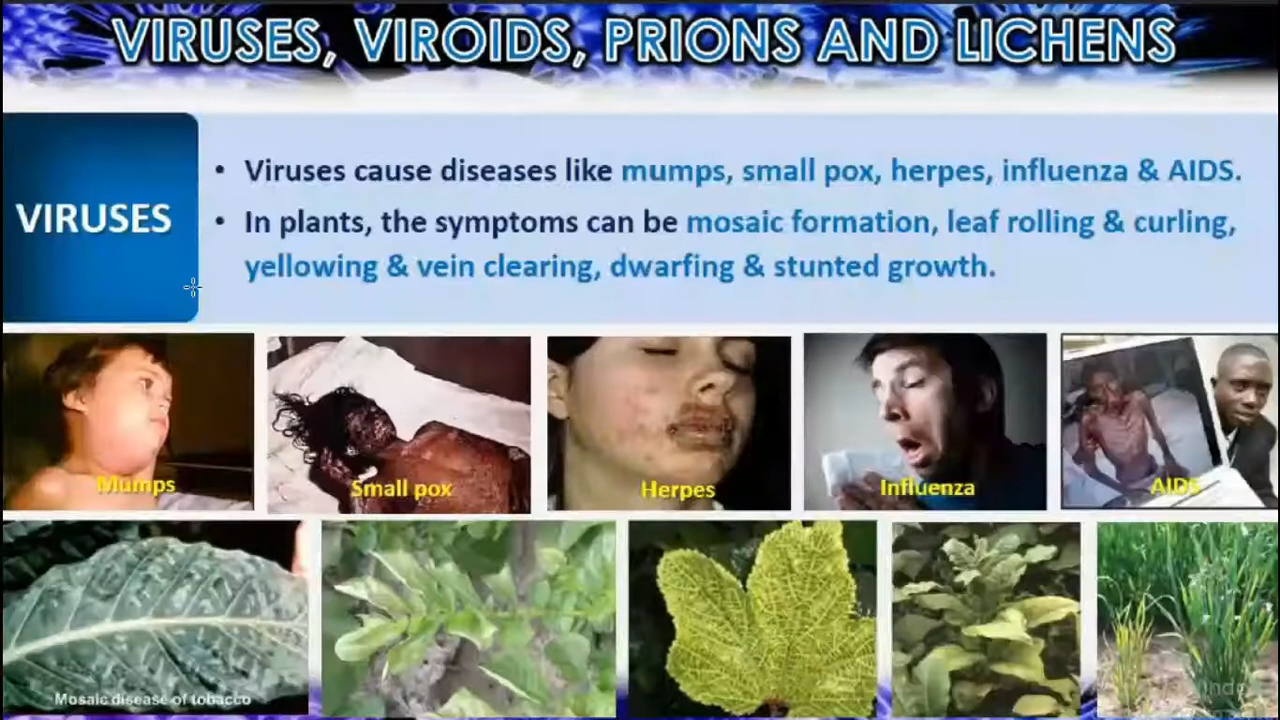 VIRUSES, VIROIDS, PRIONS AND LICHENS
VIRUSES
• Viruses cause diseases like mumps, small pox, herpes, influenza & AIDS.
• In plants, the symptoms can be mosaic formation, leaf rolling & curling,
yellowing & vein clearing, dwarfing & stunted growth.
Mumps
Small pox
Herpes
Influenza
AIDS
Mosaic disease of tobacco